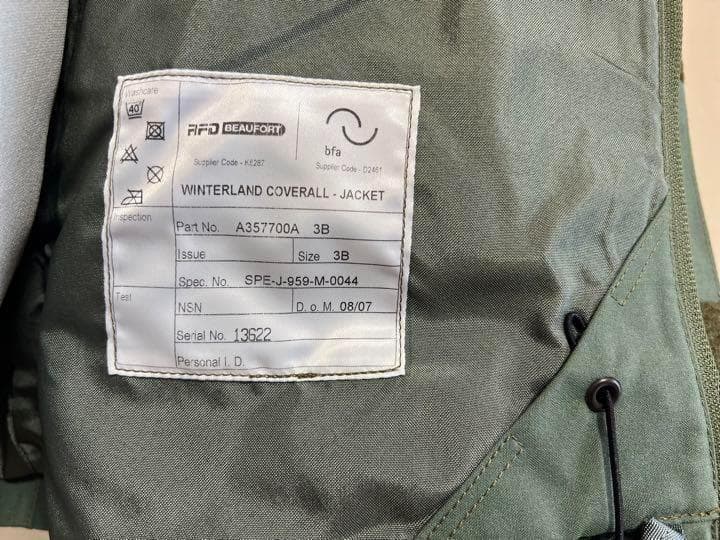 Washcare
40
RFD BEAUFORT
bfa
Supplier Code - K6287
Supplier Code - D2461
WINTERLAND COVERALL - JACKET
Inspection
Part No. A357700A 3B
Issue
Size 3B
Spec. No. SPE-J-959-M-0044
Test
NSN
D. o. M. 08/07
Serial No. 13622
Personal I. D.